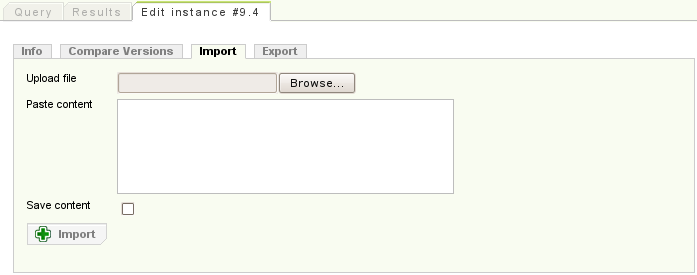 Query Results Edit instance #9.4
Info Compare Versions Import Export
Upload file Browse...
Paste content
Save content
Import